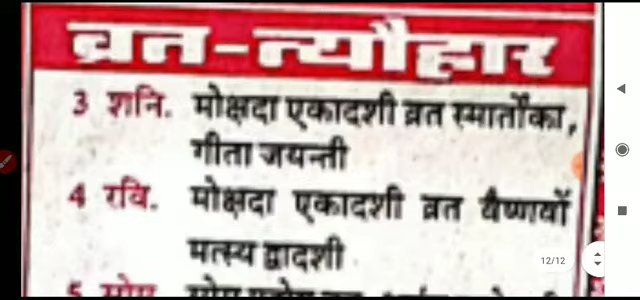 व्रत-त्यौहार
3 शनि. मोक्षदा एकादशी व्रत स्मार्तोंका,
गीता जयन्ती
4 रवि. मोक्षदा एकादशी व्रत वैष्णवों
मत्स्य द्वादशी
12/12
5 सोम